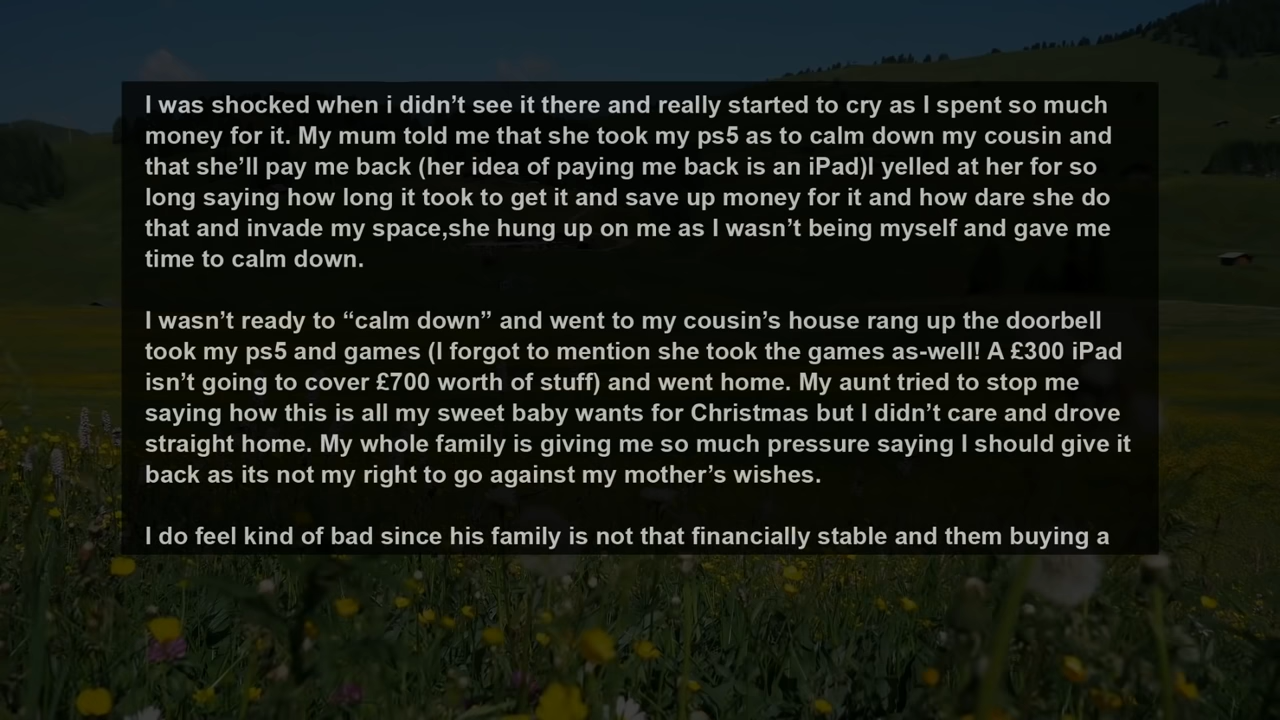 I was shocked when i didn’t see it there and really started to cry as I spent so much
money for it. My mum told me that she took my ps5 as to calm down my cousin and
that she’ll pay me back (her idea of paying me back is an iPad)I yelled at her for so
long saying how long it took to get it and save up money for it and how dare she do
that and invade my space,she hung up on me as I wasn’t being myself and gave me
time to calm down.
I wasn’t ready to “calm down” and went to my cousin’s house rang up the doorbell
took my ps5 and games (I forgot to mention she took the games as-well! A £300 iPad
isn’t going to cover £700 worth of stuff) and went home. My aunt tried to stop me
saying how this is all my sweet baby wants for Christmas but I didn’t care and drove
straight home. My whole family is giving me so much pressure saying I should give it
back as its not my right to go against my mother’s wishes.
I do feel kind of bad since his family is not that financially stable and them buying a